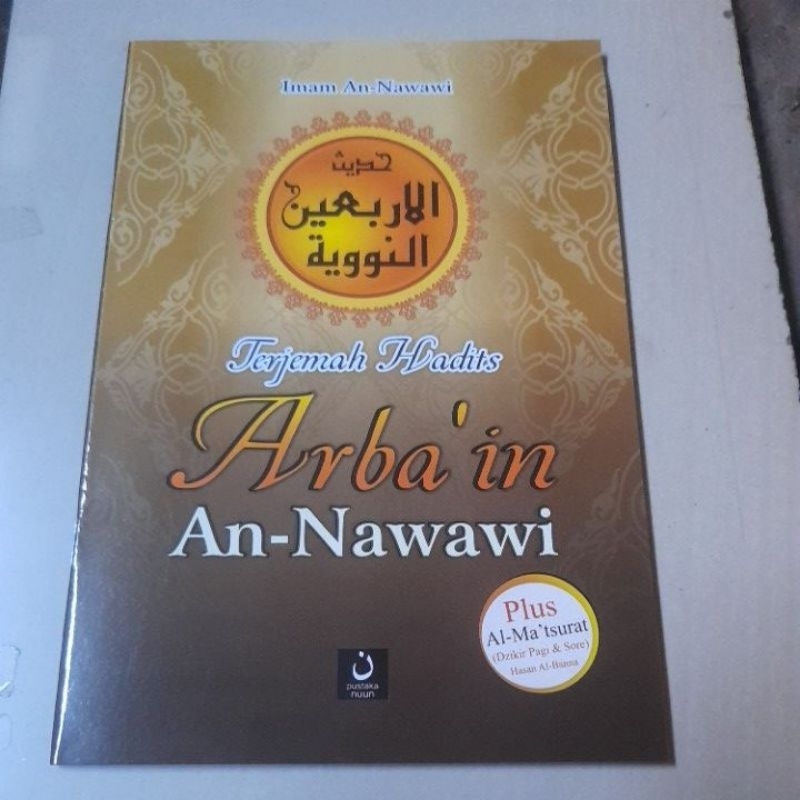 Imam An-Nawawi
حديث
الاربعين
النووية
Terjemah Hadits
Arba'in
An-Nawawi
Plus
Al-Ma'tsurat
(Dzikir Pagi & Sore)
Hasan Al-Banna
ن
pustaka
nuun